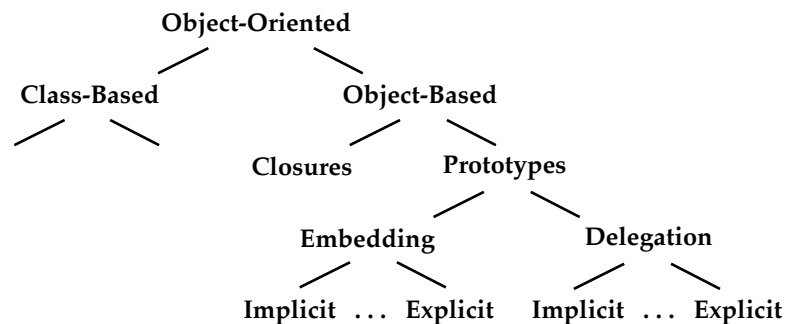 Object-Oriented
Class-Based Object-Based
Closures Prototypes
Embedding Delegation
Implicit ... Explicit Implicit ... Explicit